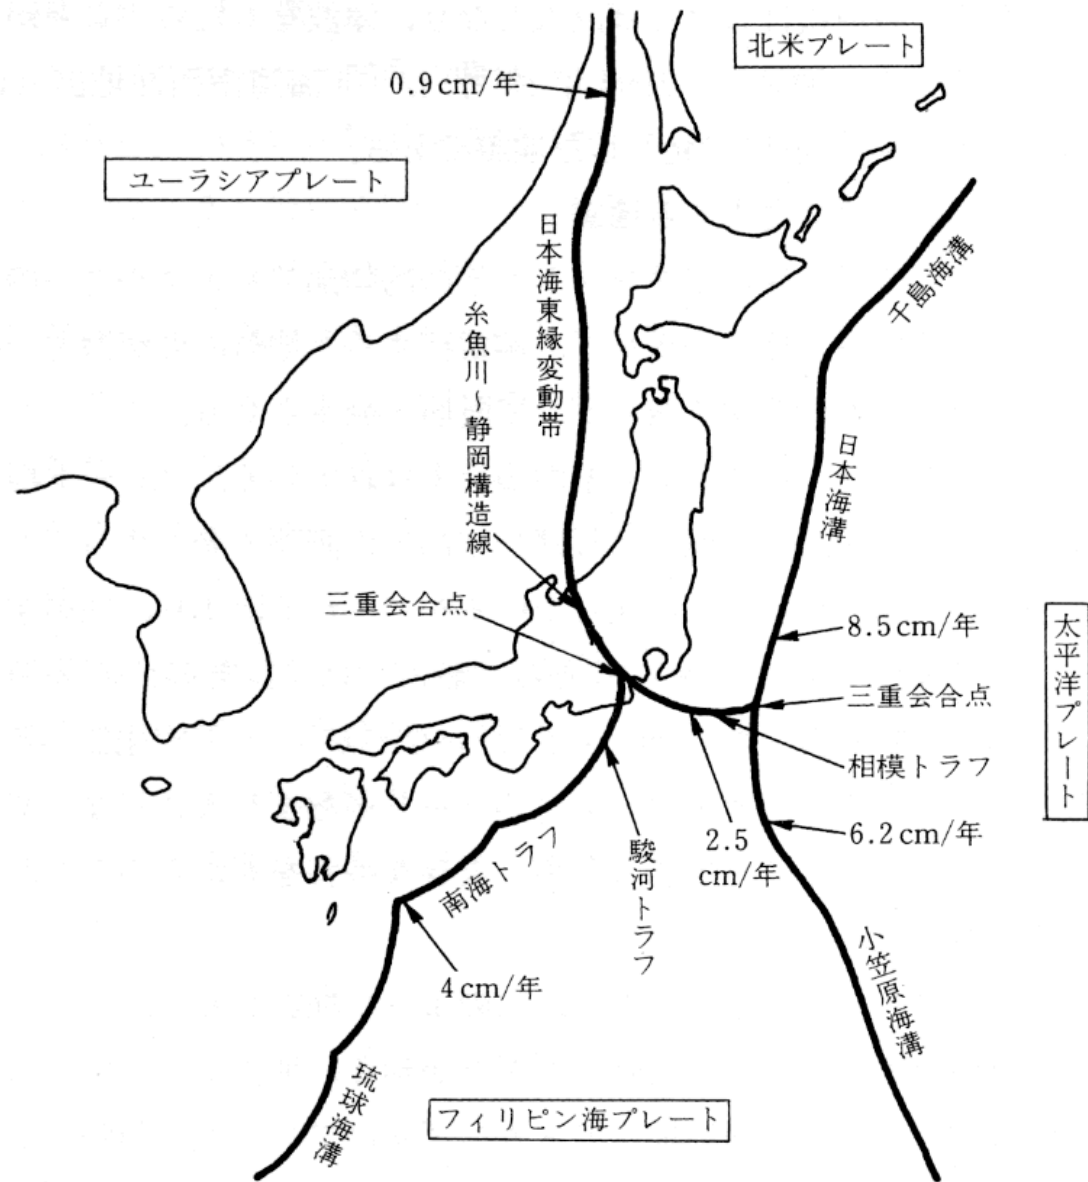 北米プレート
0.9cm/年
ユーラシアプレート
日本海東縁変動帯
千島海溝
糸魚川～静岡構造線
日本海溝
三重会合点
8.5cm/年
太平洋プレート
三重会合点
相模トラフ
6.2cm/年
2.5
cm/年
駿河トラフ
南海トラフ
4cm/年
小笠原海溝
琉球海溝
フィリピン海プレート